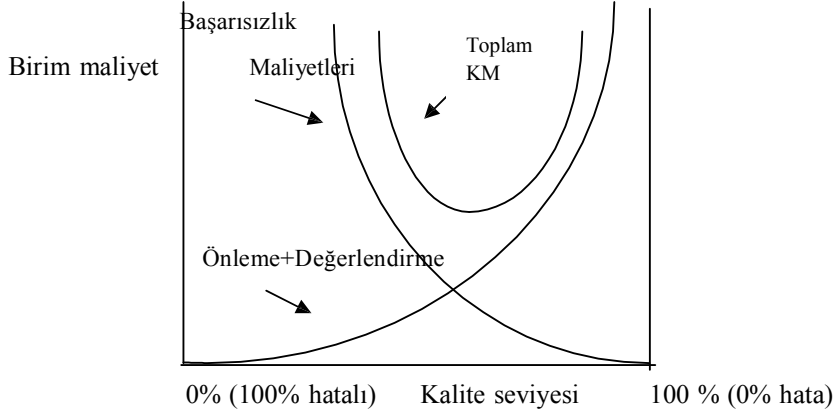 Başarısızlık
Maliyetleri
Toplam
KM
Birim maliyet
Önleme+Değerlendirme
0% (100% hatalı)
Kalite seviyesi
100 % (0% hata)